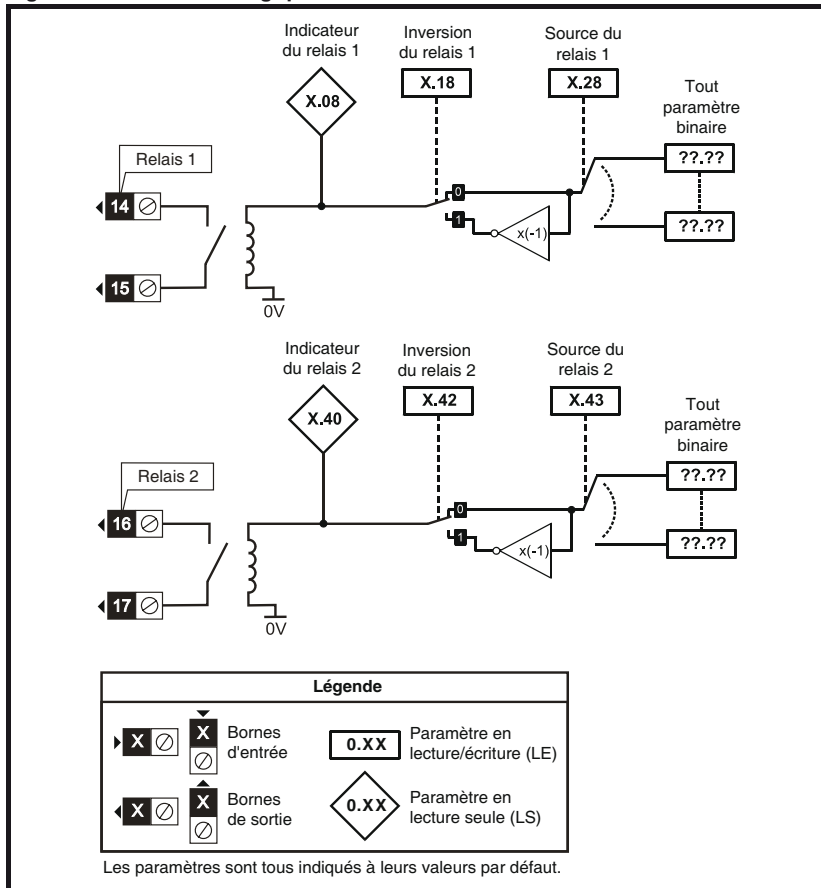 Indicateur
du relais 1
Inversion
du relais 1
Source du
relais 1
Tout
paramètre
binaire
X.08
X.18
X.28
??.??
??.??
Relais 1
14
15
0
1
x(-1)
0V
Indicateur
du relais 2
Inversion
du relais 2
Source du
relais 2
Tout
paramètre
binaire
X.40
X.42
X.43
??.??
??.??
Relais 2
16
17
0
1
x(-1)
0V
Légende
X
X
Bornes
d'entrée
0.XX
Paramètre en
lecture/écriture (LE)
X
X
Bornes
de sortie
0.XX
Paramètre en
lecture seule (LS)
Les paramètres sont tous indiqués à leurs valeurs par défaut.